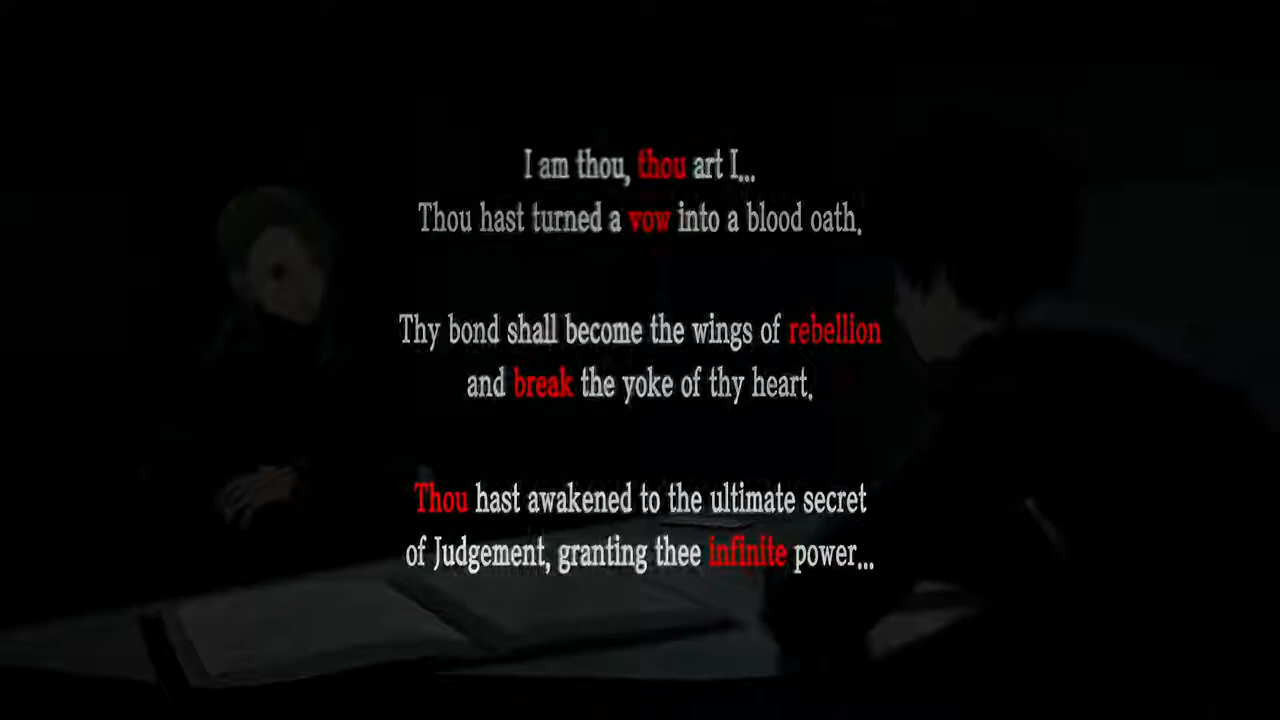 I am thou, thou art I...
Thou hast turned a vow into a blood oath.
Thy bond shall become the wings of rebellion
and break the yoke of thy heart.
Thou hast awakened to the ultimate secret
of Judgement, granting thee infinite power...